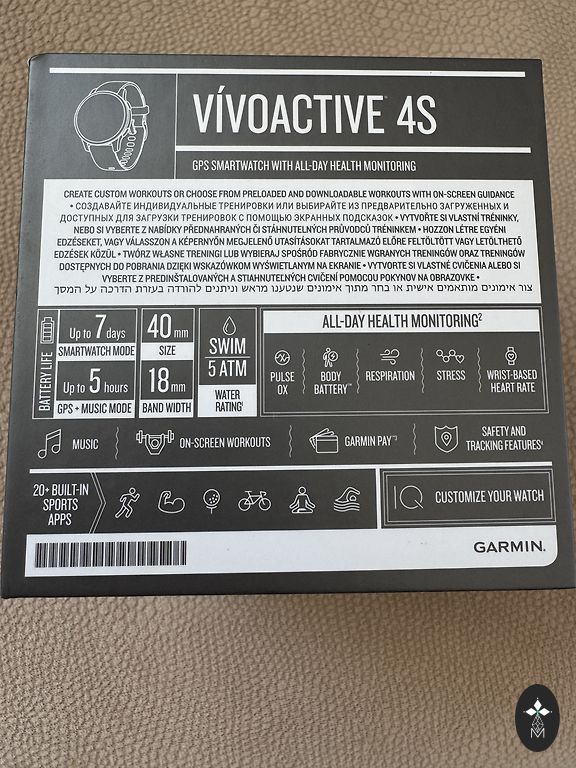 VÍVOACTIVE™ 4S
GPS SMARTWATCH WITH ALL-DAY HEALTH MONITORING
CREATE CUSTOM WORKOUTS OR CHOOSE FROM PRELOADED AND DOWNLOADABLE WORKOUTS WITH ON-SCREEN GUIDANCE
• СОЗДАВАЙТЕ ИНДИВИДУАЛЬНЫЕ ТРЕНИРОВКИ ИЛИ ВЫБИРАЙТЕ ИЗ ПРЕДВАРИТЕЛЬНО ЗАГРУЖЕННЫХ И
ДОСТУПНЫХ ДЛЯ ЗАГРУЗКИ ТРЕНИРОВОК С ПОМОЩЬЮ ЭКРАННЫХ ПОДСКАЗОК • VYTVOŘTE SI VLASTNÍ TRÉNINKY,
NEBO SI VYBERTE Z NABÍDKY PŘEDNAHRANÝCH ČI STÁHNUTELNÝCH PRŮVODCŮ TRÉNINKEM • HOZZON LÉTRE EGYÉNI
EDZÉSEKET, VAGY VÁLASSZON A KÉPERNYŐN MEGJELENŐ UTASÍTÁSOKAT TARTALMAZÓ ELŐRE FELTÖLTÖTT VAGY LETÖLTHETŐ
EDZÉSEK KÖZÜL • TWÓRZ WŁASNE TRENINGI LUB WYBIERAJ SPOŚRÓD FABRYCZNIE WGRANYCH TRENINGÓW ORAZ TRENINGÓW
DOSTĘPNYCH DO POBRANIA DZIĘKI WSKAZÓWKOM WYŚWIETLANYM NA EKRANIE • VYTVORTE SI VLASTNÉ CVIČENIA ALEBO SI
VYBERTE Z PREDINŠTALOVANÝCH A STIAHNUTEĽNÝCH CVIČENÍ POMOCOU POKYNOV NA OBRAZOVKE •
צור אימונים מותאמים אישית או בחר מתוך אימונים שנטענו מראש וניתנים להורדה בעזרת הדרכה על המסך
BATTERY LIFE
Up to 7 days
SMARTWATCH MODE
Up to 5 hours
GPS + MUSIC MODE
40 mm
SIZE
18 mm
BAND WIDTH
SWIM
5 ATM
WATER
RATING¹
ALL-DAY HEALTH MONITORING²
PULSE
OX
BODY
BATTERY™
RESPIRATION
STRESS
WRIST-BASED
HEART RATE
MUSIC
ON-SCREEN WORKOUTS
GARMIN PAY™³
SAFETY AND
TRACKING FEATURES⁴
20+ BUILT-IN
SPORTS
APPS
IQ
CUSTOMIZE YOUR WATCH
GARMIN.
M